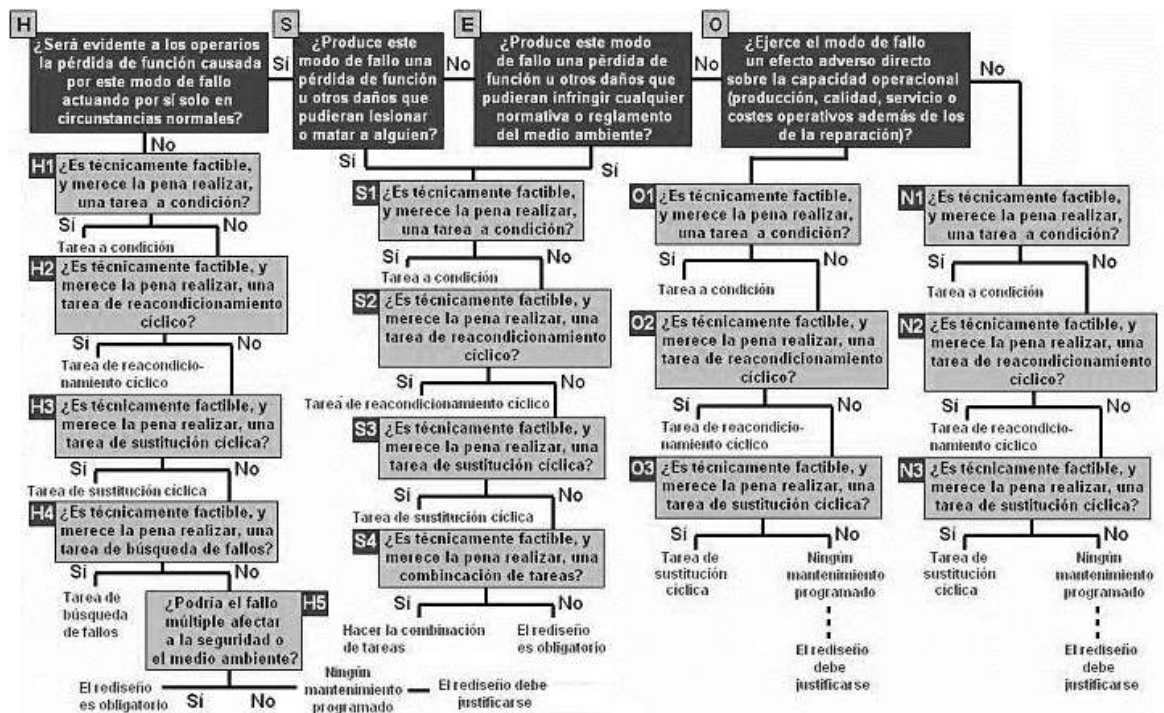 H
¿Será evidente a los operarios
la pérdida de función causada
por este modo de fallo
actuando por sí solo en
circunstancias normales?
Sí
No
S
¿Produce este
modo de fallo una
pérdida de función
u otros daños que
pudieran lesionar
o matar a alguien?
No
Sí
E
¿Produce este modo
de fallo una pérdida de
función u otros daños que
pudieran infringir cualquier
normativa o reglamento
del medio ambiente?
No
Sí
O
¿Ejerce el modo de fallo
un efecto adverso directo
sobre la capacidad operacional
(producción, calidad, servicio o
costes operativos además de los
de la reparación)?
No
Sí
H1
¿Es técnicamente factible,
y merece la pena realizar,
una tarea a condición?
Sí
No
Tarea a condición
H2
¿Es técnicamente factible, y
merece la pena realizar, una
tarea de reacondicionamiento
cíclico?
Sí
No
Tarea de reacondicio-
namiento cíclico
H3
¿Es técnicamente factible, y
merece la pena realizar,
una tarea de sustitución cíclica?
Sí
No
Tarea de sustitución cíclica
H4
¿Es técnicamente factible, y
merece la pena realizar, una
tarea de búsqueda de fallos?
Sí
No
Tarea de
búsqueda
de fallos
H5
¿Podría el fallo
múltiple afectar
a la seguridad o
el medio ambiente?
El rediseño
es obligatorio
Sí
No
Ningún
mantenimiento
programado
El rediseño debe
justificarse
S1
¿Es técnicamente factible,
y merece la pena realizar,
una tarea a condición?
Sí
No
Tarea a condición
S2
¿Es técnicamente factible, y
merece la pena realizar, una
tarea de reacondicionamiento
cíclico?
Sí
No
Tarea de reacondicionamiento cíclico
S3
¿Es técnicamente factible, y
merece la pena realizar, una
tarea de sustitución cíclica?
Sí
No
Tarea de sustitución cíclica
S4
¿Es técnicamente factible, y
merece la pena realizar, una
combincación de tareas?
Sí
No
Hacer la combinación
de tareas
El rediseño
es obligatorio
O1
¿Es técnicamente factible,
y merece la pena realizar,
una tarea a condición?
Sí
No
Tarea a condición
O2
¿Es técnicamente factible, y
merece la pena realizar, una
tarea de reacondicionamiento
cíclico?
Sí
No
Tarea de reacondicio-
namiento cíclico
O3
¿Es técnicamente factible, y
merece la pena realizar, una
tarea de sustitución cíclica?
Sí
No
Tarea de
sustitución
cíclica
Ningún
mantenimiento
programado
El rediseño
debe
justificarse
N1
¿Es técnicamente factible,
y merece la pena realizar,
una tarea a condición?
Sí
No
Tarea a condición
N2
¿Es técnicamente factible, y
merece la pena realizar, una
tarea de reacondicionamiento
cíclico?
Sí
No
Tarea de reacondicio-
namiento cíclico
N3
¿Es técnicamente factible, y
merece la pena realizar, una
tarea de sustitución cíclica?
Sí
No
Tarea de
sustitución
cíclica
Ningún
mantenimiento
programado
El rediseño
debe
justificarse